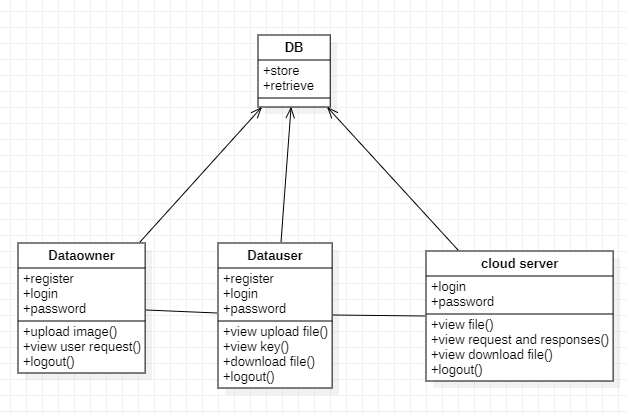 DB
+store
+retrieve
Dataowner
+register
+login
+password
+upload image()
+view user request()
+logout()
Datauser
+register
+login
+password
+view upload file()
+view key()
+download file()
+logout()
cloud server
+login
+password
+view file()
+view request and responses()
+view download file()
+logout()